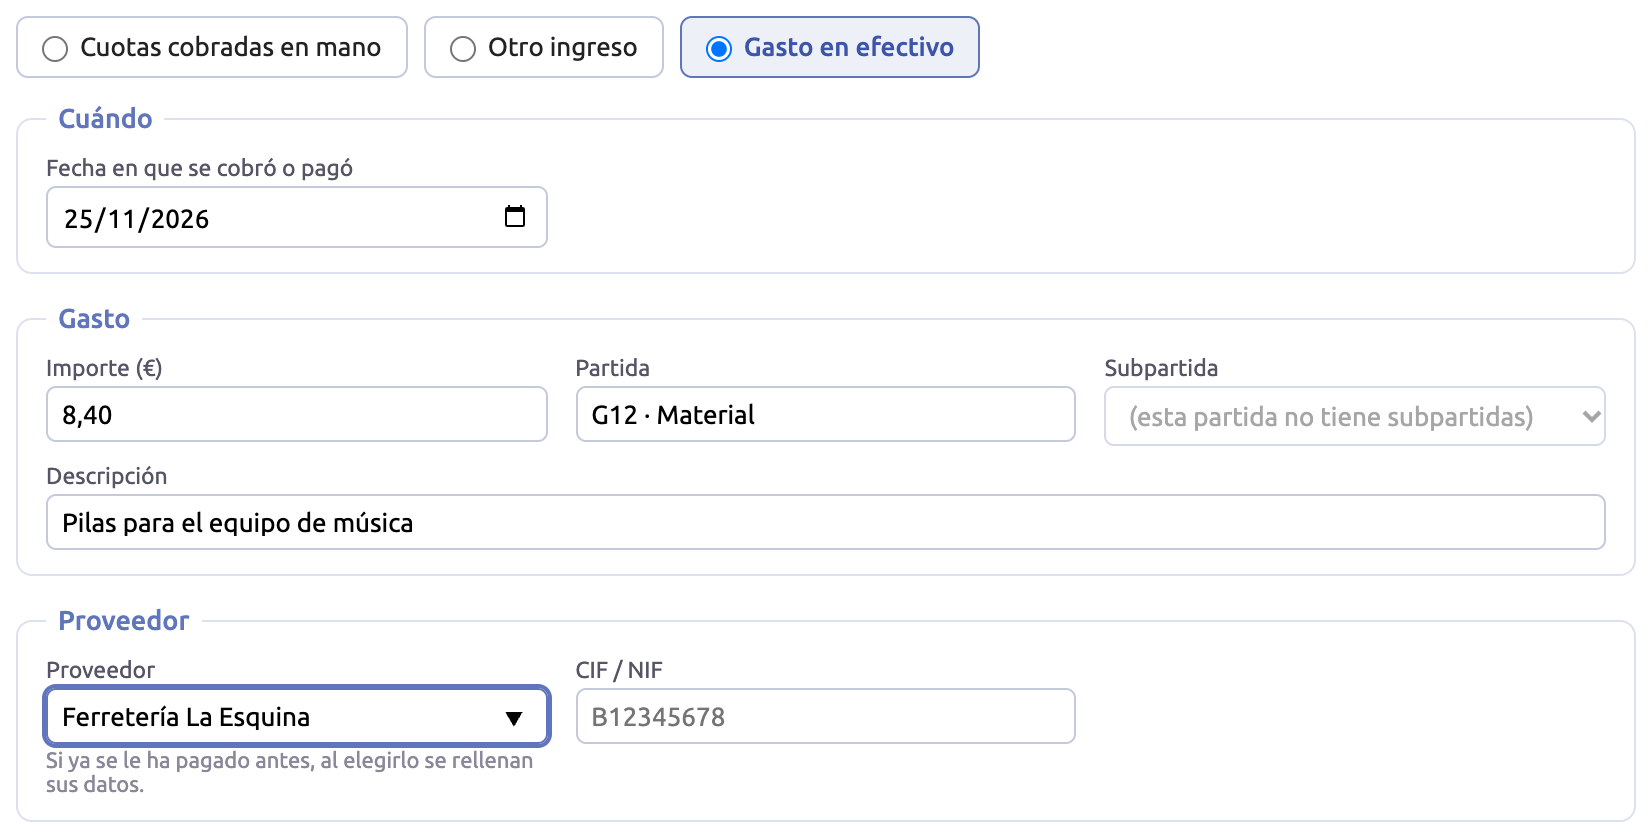 Cuotas cobradas en mano
Otro ingreso
Gasto en efectivo
Cuándo
Fecha en que se cobró o pagó
25/11/2026
Gasto
Importe (€)
Partida
Subpartida
8,40
G12 · Material
(esta partida no tiene subpartidas)
Descripción
Pilas para el equipo de música
Proveedor
Proveedor
CIF / NIF
Ferretería La Esquina
B12345678
Si ya se le ha pagado antes, al elegirlo se rellenan
sus datos.